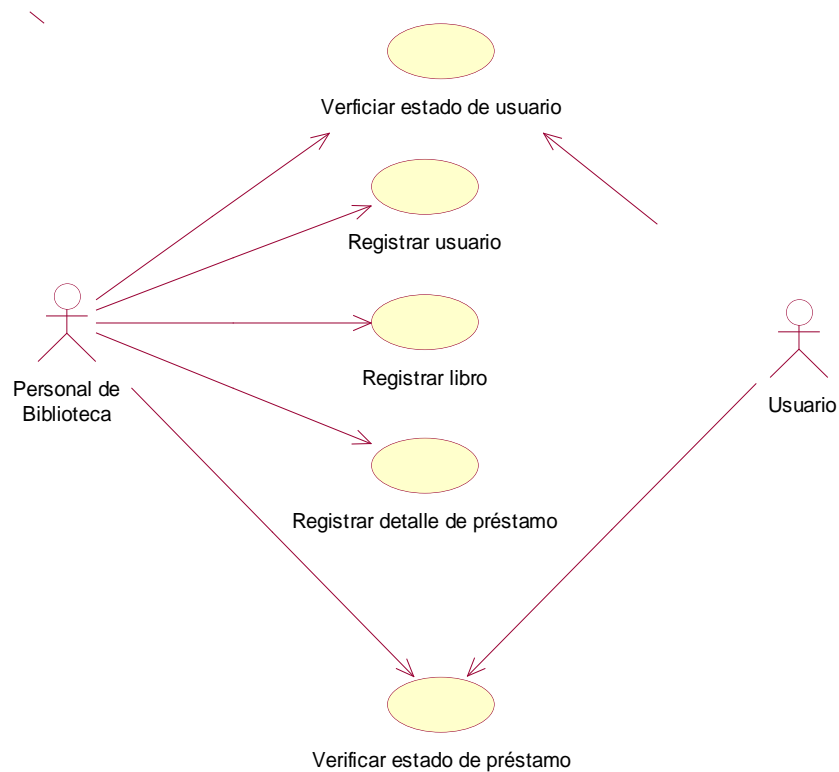 Verficiar estado de usuario
Registrar usuario
Registrar libro
Personal de
Biblioteca
Usuario
Registrar detalle de préstamo
Verificar estado de préstamo